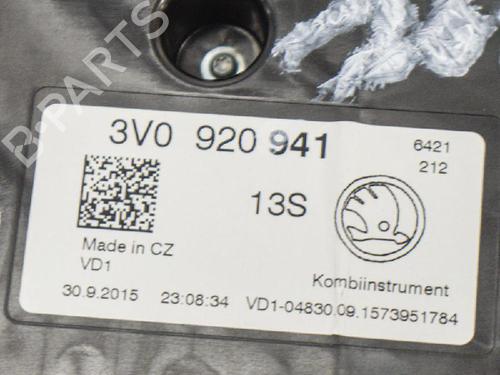 B-PARTS
3V0 920 941
6421
212
13S
Made in CZ
VD1
Kombiinstrument
30.9.2015 23:08:34 VD1-04830.09.1573951784